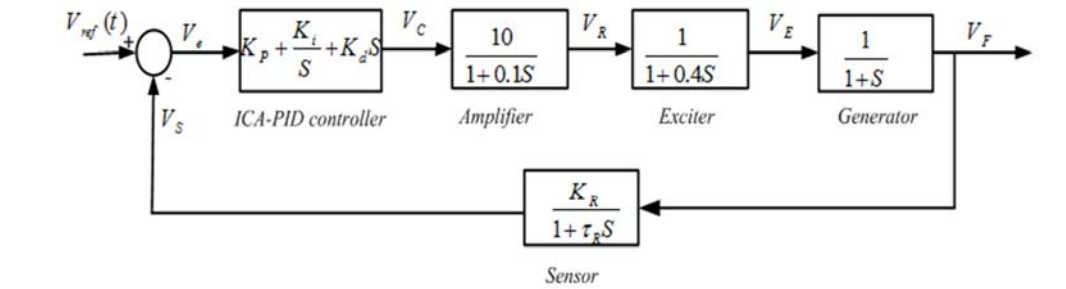 V_ref (t)
+
V_e
-
K_P + K_i/S + K_d S
V_C
10/(1+0.1S)
V_R
1/(1+0.4S)
V_E
1/(1+S)
V_F
V_S
ICA-PID controller
Amplifier
Exciter
Generator
K_R/(1+τ_R S)
Sensor